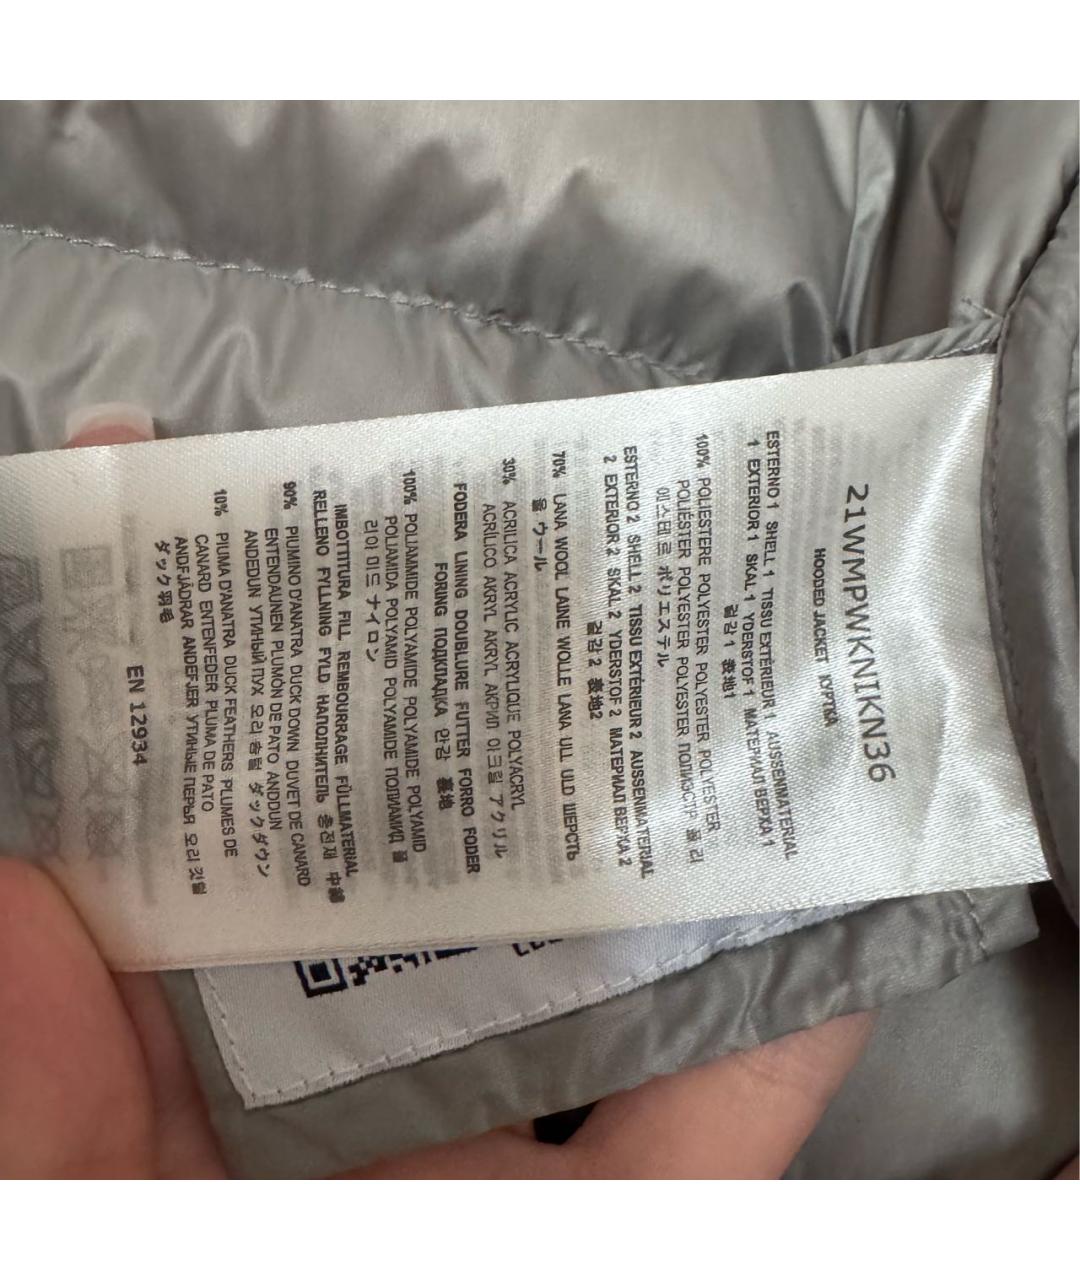 21WMPWKNIKN36
HOODED JACKET КУРТКА
ESTERNO 1 SHELL 1 TISSU EXTÉRIEUR 1 AUSSENMATERIAL
1 EXTERIOR 1 SKAL 1 YDERSTOF 1 МАТЕРИАЛ ВЕРХА 1
겉감 1 表地1
100% POLIESTERE POLYESTER POLYESTER POLYESTER
POLIÉSTER POLYESTER POLYESTER ПОЛИЭСТР 폴리
에스테르 ポリエステル
ESTERNO 2 SHELL 2 TISSU EXTÉRIEUR 2 AUSSENMATERIAL
2 EXTERIOR 2 SKAL 2 YDERSTOF 2 МАТЕРИАЛ ВЕРХА 2
겉감 2 表地2
70% LANA WOOL LAINE WOLLE LANA ULL ULD ШЕРСТЬ
울 ウール
30% ACRILICA ACRYLIC ACRYLIQUE POLYACRYL
ACRÍLICO AKRYL AKRYL АКРИЛ 아크릴 アクリル
FODERA LINING DOUBLURE FUTTER FORRO FODER
FORING ПОДКЛАДКА 안감 裏地
100% POLIAMMIDE POLYAMIDE POLYAMIDE POLYAMID
POLIAMIDA POLYAMID POLYAMIDE ПОЛИАМИД 폴
리아미드 ナイロン
IMBOTTITURA FILL REMBOURRAGE FÜLLMATERIAL
RELLENO FYLLNING FYLD НАПОЛНИТЕЛЬ 충전재 中綿
90% PIUMINO D'ANATRA DUCK DOWN DUVET DE CANARD
ENTENDAUNEN PLUMÓN DE PATO ANDDUN
ANDEDUN УТИНЫЙ ПУХ 오리 솜털 ダックダウン
10% PIUMA D'ANATRA DUCK FEATHERS PLUMES DE
CANARD ENTENFEDER PLUMA DE PATO
ANDFJÄDRAR ANDEFJER УТИНЫЕ ПЕРЬЯ 오리 깃털
ダック羽毛
EN 12934